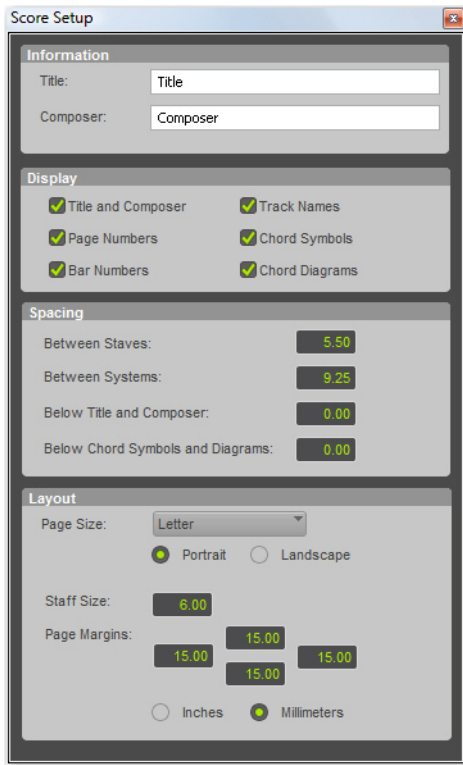 Score Setup
Information
Title: Title
Composer: Composer
Display
Title and Composer Track Names
Page Numbers Chord Symbols
Bar Numbers Chord Diagrams
Spacing
Between Staves: 5.50
Between Systems: 9.25
Below Title and Composer: 0.00
Below Chord Symbols and Diagrams: 0.00
Layout
Page Size: Letter
Portrait Landscape
Staff Size: 6.00
Page Margins: 15.00
15.00 15.00
15.00
Inches Millimeters